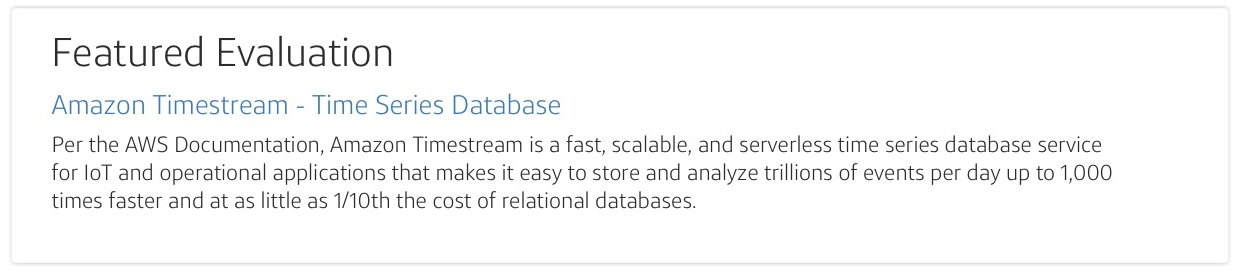 Featured Evaluation
Amazon Timestream - Time Series Database
Per the AWS Documentation, Amazon Timestream is a fast, scalable, and serverless time series database service
for IoT and operational applications that makes it easy to store and analyze trillions of events per day up to 1,000
times faster and at as little as 1/10th the cost of relational databases.